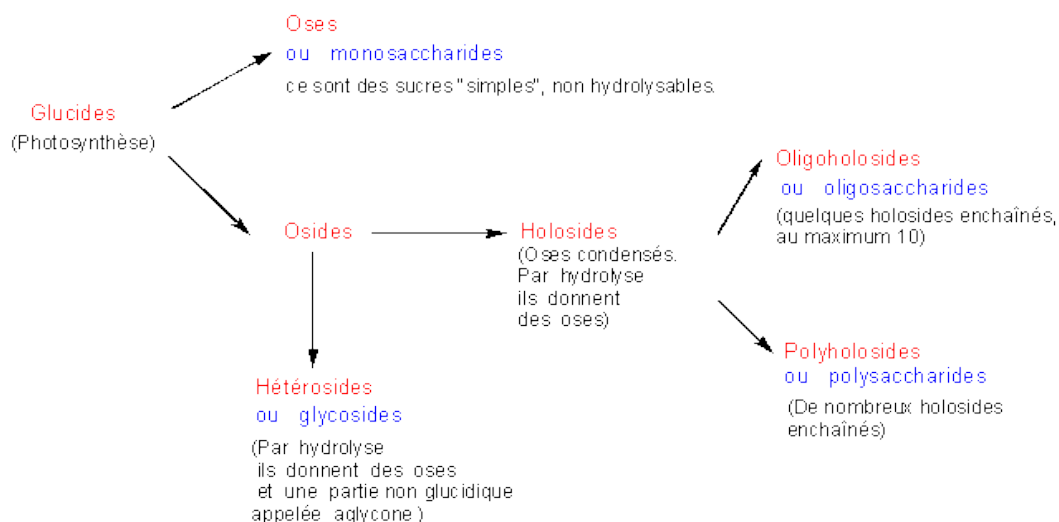 Oses
ou monosaccharides
ce sont des sucres "simples", non hydrolysables.
Glucides
(Photosynthèse)
Oligoholosides
ou oligosaccharides
(quelques holosides enchaînés,
au maximum 10)
Osides
Holosides
(Oses condensés.
Par hydrolyse
ils donnent
des oses)
Polyholosides
ou polysaccharides
(De nombreux holosides
enchaînés)
Hétérosides
ou glycosides
(Par hydrolyse
ils donnent des oses
et une partie non glucidique
appelée aglycone)